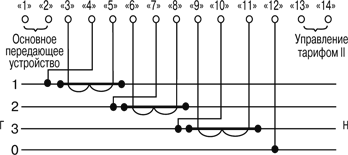 «1» «2» «3» «4» «5» «6» «7» «8» «9» «10» «11» «12» «13» «14»
Основное
передающее
устройство
Управление
тарифом II
1
2
Г 3 Н
0